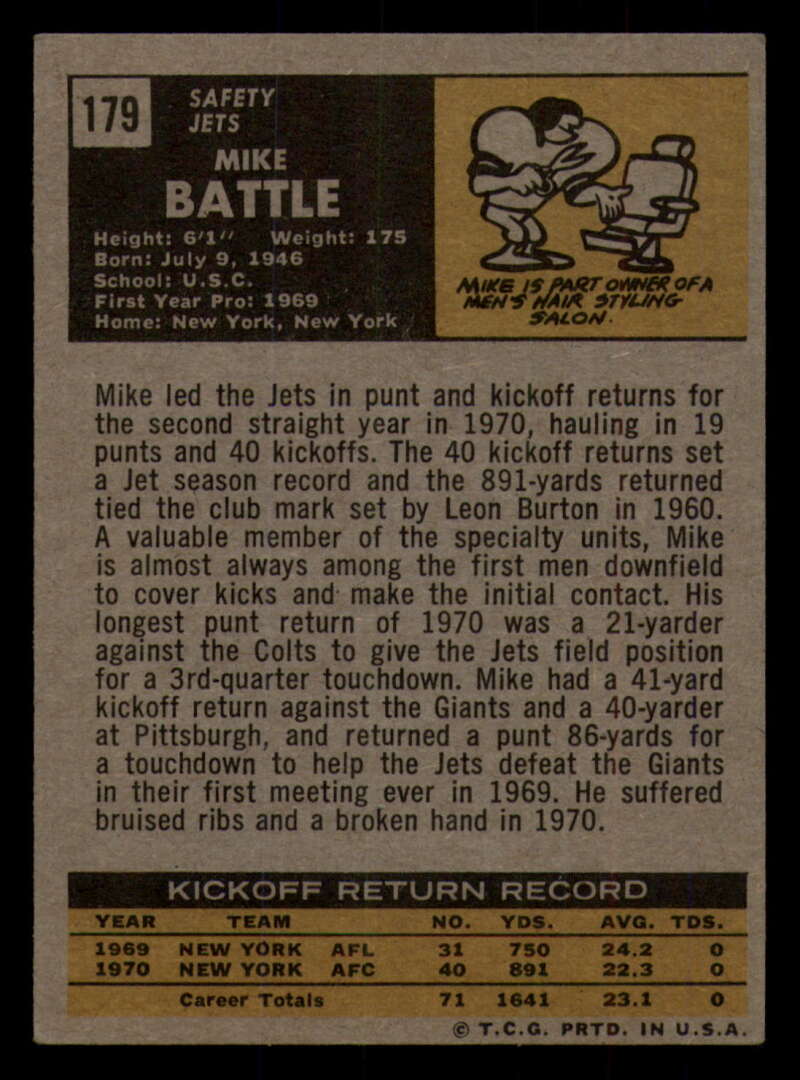 179
SAFETY
JETS
MIKE
BATTLE
Height: 6'1" Weight: 175
Born: July 9, 1946
School: U.S.C.
First Year Pro: 1969
Home: New York, New York
MIKE IS PART OWNER OF A
MEN'S HAIR STYLING
SALON.
Mike led the Jets in punt and kickoff returns for
the second straight year in 1970, hauling in 19
punts and 40 kickoffs. The 40 kickoff returns set
a Jet season record and the 891-yards returned
tied the club mark set by Leon Burton in 1960.
A valuable member of the specialty units, Mike
is almost always among the first men downfield
to cover kicks and make the initial contact. His
longest punt return of 1970 was a 21-yarder
against the Colts to give the Jets field position
for a 3rd-quarter touchdown. Mike had a 41-yard
kickoff return against the Giants and a 40-yarder
at Pittsburgh, and returned a punt 86-yards for
a touchdown to help the Jets defeat the Giants
in their first meeting ever in 1969. He suffered
bruised ribs and a broken hand in 1970.
KICKOFF RETURN RECORD
YEAR TEAM NO. YDS. AVG. TDS.
1969 NEW YORK AFL 31 750 24.2 0
1970 NEW YORK AFC 40 891 22.3 0
Career Totals 71 1641 23.1 0
© T.C.G. PRTD. IN U.S.A.